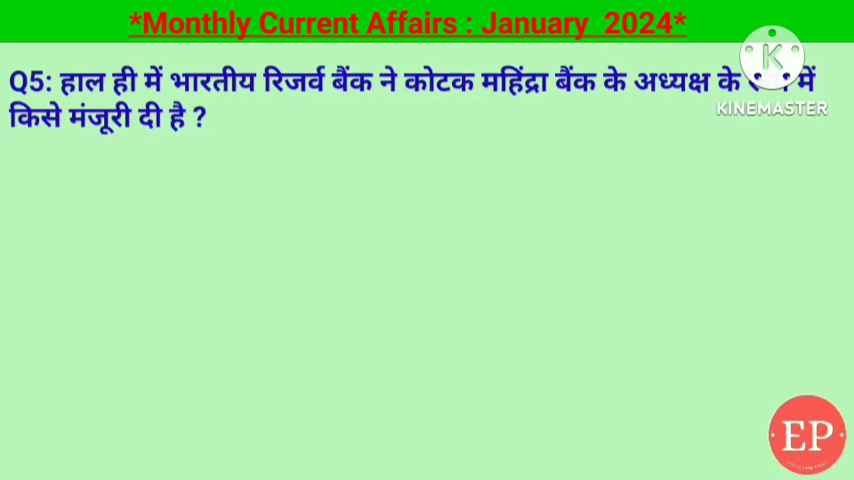 *Monthly Current Affairs : January 2024*
Q5: हाल ही में भारतीय रिजर्व बैंक ने कोटक महिंद्रा बैंक के अध्यक्ष के में
किसे मंजूरी दी है ?
K
KINEMASTER
EP